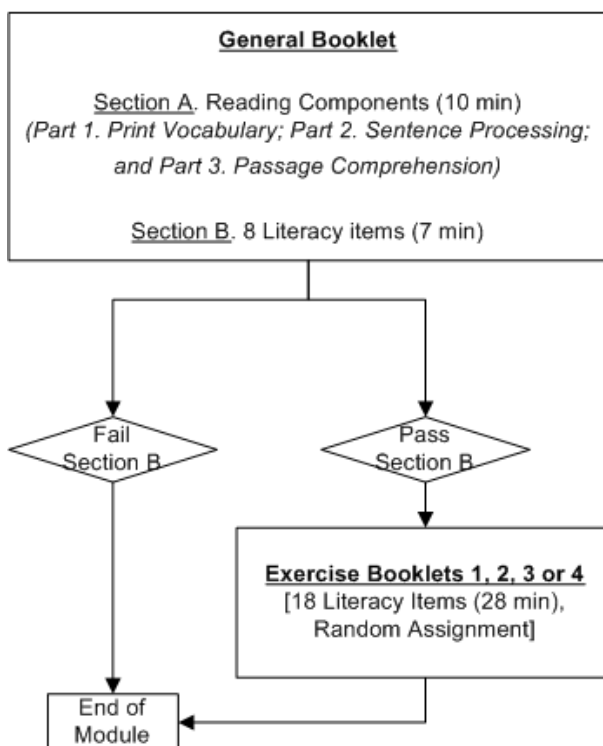 General Booklet
Section A. Reading Components (10 min)
(Part 1. Print Vocabulary; Part 2. Sentence Processing;
and Part 3. Passage Comprehension)
Section B. 8 Literacy items (7 min)
Fail
Section B
Pass
Section B
Exercise Booklets 1, 2, 3 or 4
[18 Literacy Items (28 min),
Random Assignment]
End of
Module